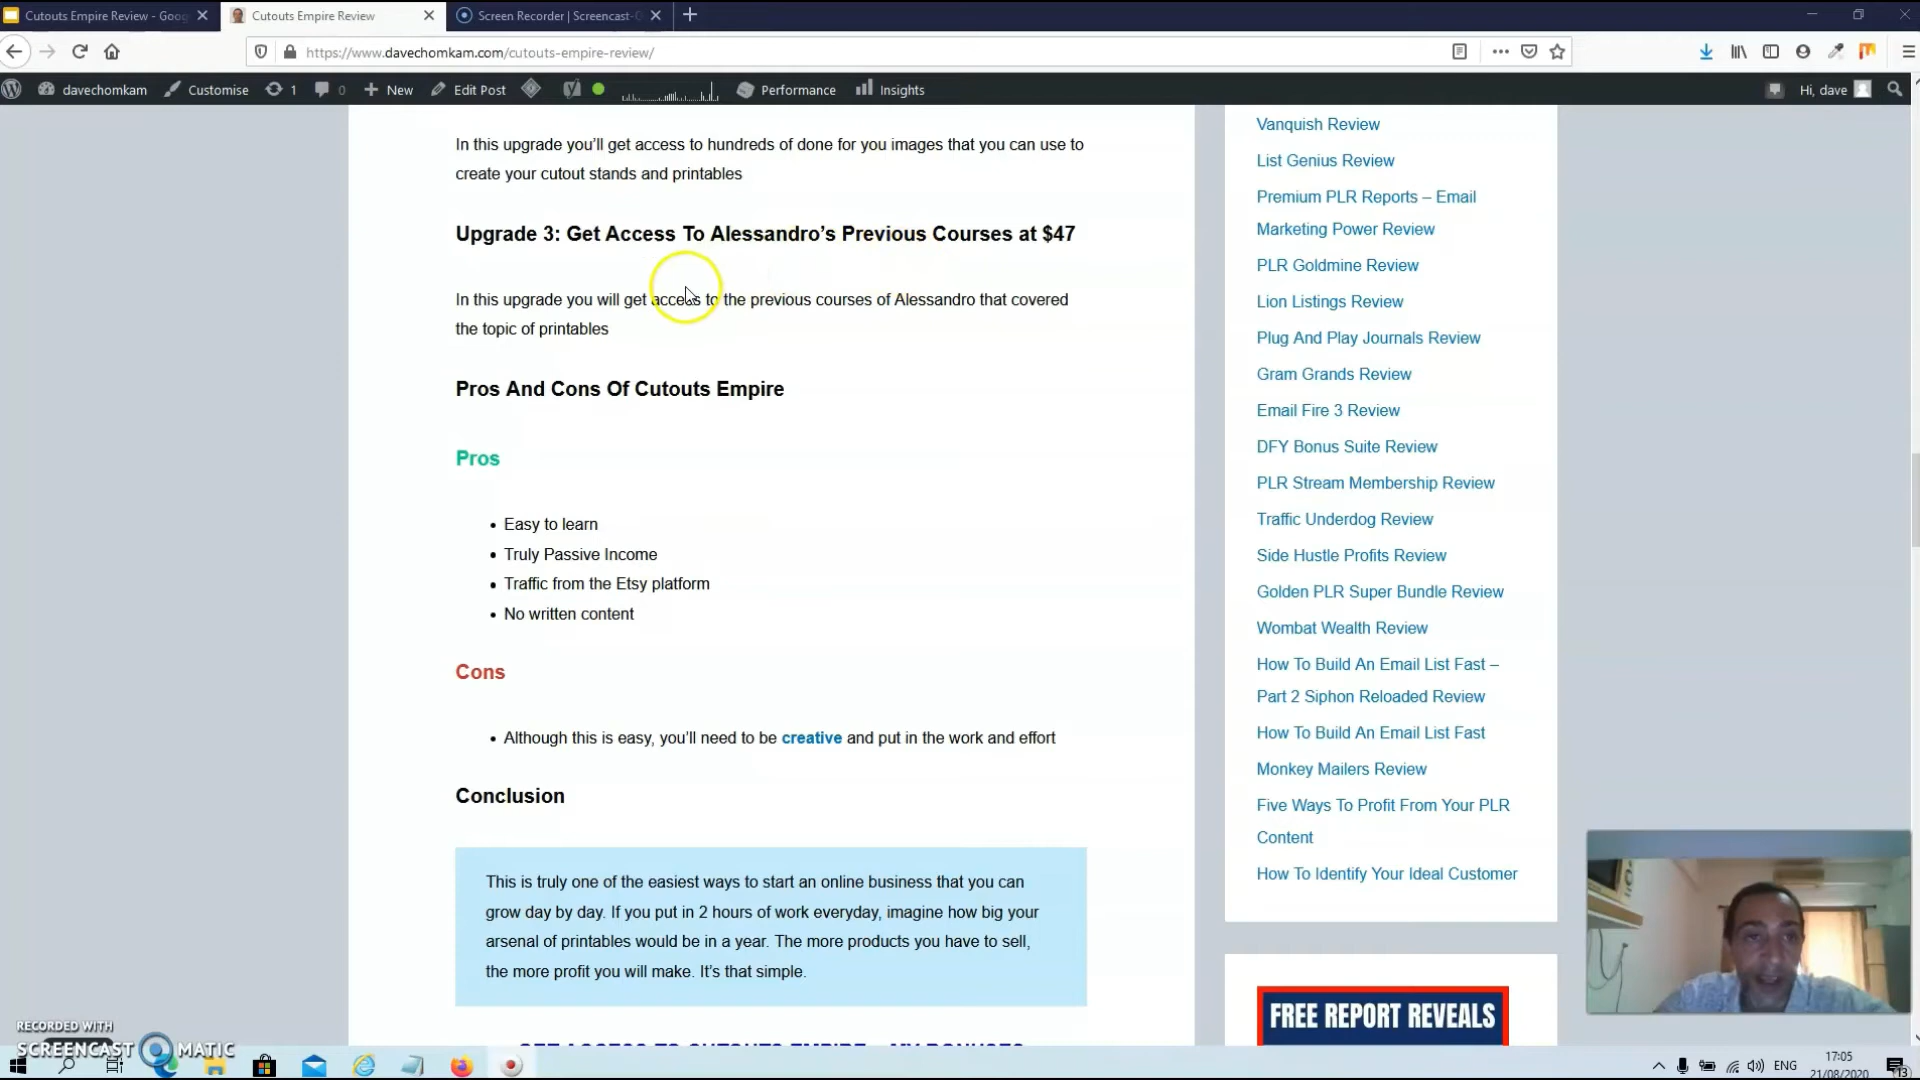 Cutouts Empire Review - Goog
Cutouts Empire Review
Screen Recorder | Screencast-O
https://www.davechomkam.com/cutouts-empire-review/
davechomkam
Customise
1
0
New
Edit Post
Performance
Insights
Hi, dave
In this upgrade you'll get access to hundreds of done for you images that you can use to
create your cutout stands and printables
Upgrade 3: Get Access To Alessandro's Previous Courses at $47
In this upgrade you will get access to the previous courses of Alessandro that covered
the topic of printables
Pros And Cons Of Cutouts Empire
Pros
• Easy to learn
• Truly Passive Income
• Traffic from the Etsy platform
• No written content
Cons
• Although this is easy, you'll need to be creative and put in the work and effort
Conclusion
This is truly one of the easiest ways to start an online business that you can
grow day by day. If you put in 2 hours of work everyday, imagine how big your
arsenal of printables would be in a year. The more products you have to sell,
the more profit you will make. It's that simple.
GET ACCESS TO CUTOUTS EMPIRE + MY BONUSES
Vanquish Review
List Genius Review
Premium PLR Reports – Email
Marketing Power Review
PLR Goldmine Review
Lion Listings Review
Plug And Play Journals Review
Gram Grands Review
Email Fire 3 Review
DFY Bonus Suite Review
PLR Stream Membership Review
Traffic Underdog Review
Side Hustle Profits Review
Golden PLR Super Bundle Review
Wombat Wealth Review
How To Build An Email List Fast –
Part 2 Siphon Reloaded Review
How To Build An Email List Fast
Monkey Mailers Review
Five Ways To Profit From Your PLR
Content
How To Identify Your Ideal Customer
FREE REPORT REVEALS
RECORDED WITH
SCREENCAST MATIC
ENG
17:05
21/08/2020
13